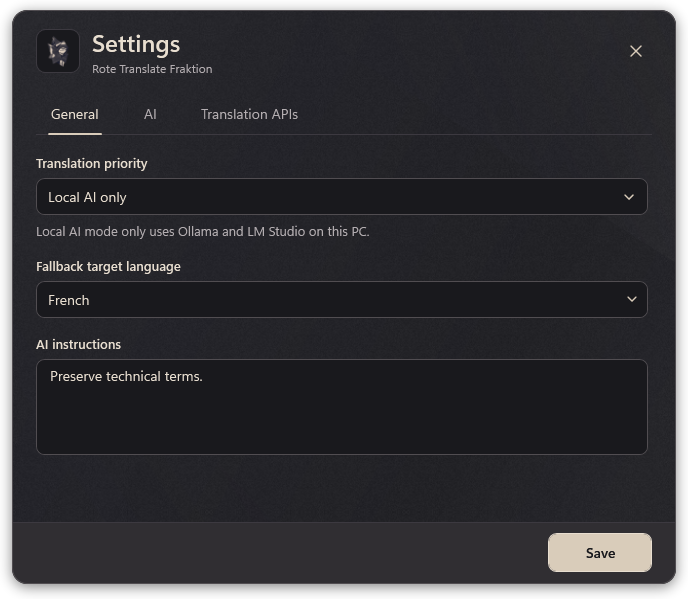 Settings
Rote Translate Fraktion
General
AI
Translation APIs
Translation priority
Local AI only
Local AI mode only uses Ollama and LM Studio on this PC.
Fallback target language
French
AI instructions
Preserve technical terms.
Save